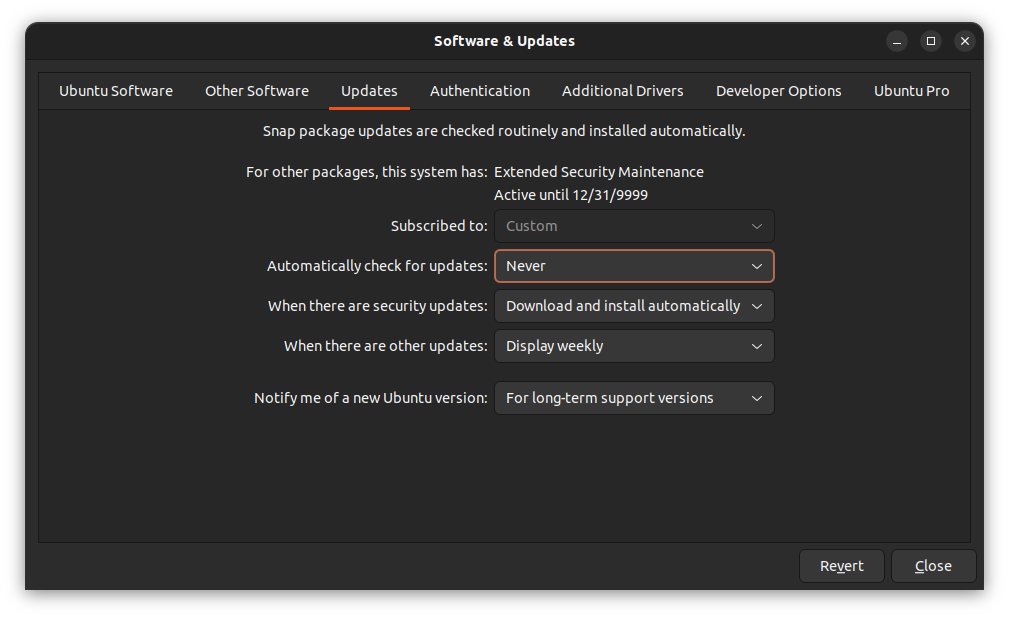 Software & Updates
Ubuntu Software Other Software Updates Authentication Additional Drivers Developer Options Ubuntu Pro
Snap package updates are checked routinely and installed automatically.
For other packages, this system has: Extended Security Maintenance
Active until 12/31/9999
Subscribed to: Custom
Automatically check for updates: Never
When there are security updates: Download and install automatically
When there are other updates: Display weekly
Notify me of a new Ubuntu version: For long-term support versions
Revert Close